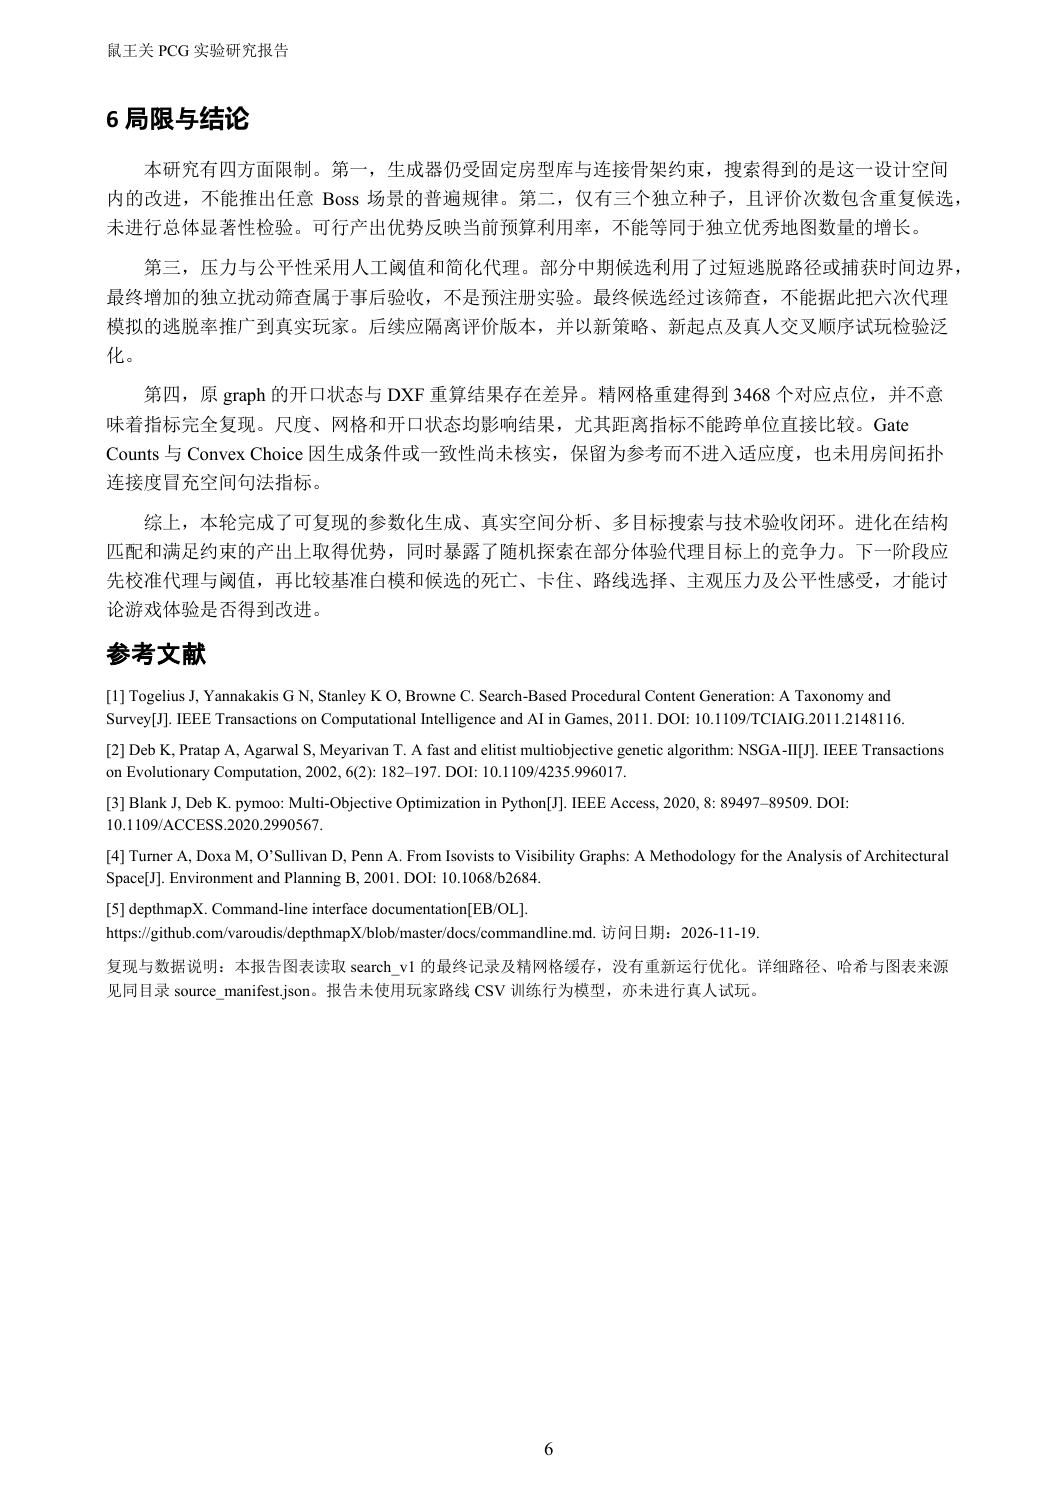 鼠王关 PCG 实验研究报告
6 局限与结论
本研究有四方面限制。第一，生成器仍受固定房型库与连接骨架约束，搜索得到的是这一设计空间
内的改进，不能推出任意 Boss 场景的普遍规律。第二，仅有三个独立种子，且评价次数包含重复候选，
未进行总体显著性检验。可行产出优势反映当前预算利用率，不能等同于独立优秀地图数量的增长。
第三，压力与公平性采用人工阈值和简化代理。部分中期候选利用了过短逃脱路径或捕获时间边界，
最终增加的独立扰动筛查属于事后验收，不是预注册实验。最终候选经过该筛查，不能据此把六次代理
模拟的逃脱率推广到真实玩家。后续应隔离评价版本，并以新策略、新起点及真人交叉顺序试玩检验泛
化。
第四，原 graph 的开口状态与 DXF 重算结果存在差异。精网格重建得到 3468 个对应点位，并不意
味着指标完全复现。尺度、网格和开口状态均影响结果，尤其距离指标不能跨单位直接比较。Gate
Counts 与 Convex Choice 因生成条件或一致性尚未核实，保留为参考而不进入适应度，也未用房间拓扑
连接度冒充空间句法指标。
综上，本轮完成了可复现的参数化生成、真实空间分析、多目标搜索与技术验收闭环。进化在结构
匹配和满足约束的产出上取得优势，同时暴露了随机探索在部分体验代理目标上的竞争力。下一阶段应
先校准代理与阈值，再比较基准白模和候选的死亡、卡住、路线选择、主观压力及公平性感受，才能讨
论游戏体验是否得到改进。
参考文献
[1] Togelius J, Yannakakis G N, Stanley K O, Browne C. Search-Based Procedural Content Generation: A Taxonomy and
Survey[J]. IEEE Transactions on Computational Intelligence and AI in Games, 2011. DOI: 10.1109/TCIAIG.2011.2148116.
[2] Deb K, Pratap A, Agarwal S, Meyarivan T. A fast and elitist multiobjective genetic algorithm: NSGA-II[J]. IEEE Transactions
on Evolutionary Computation, 2002, 6(2): 182–197. DOI: 10.1109/4235.996017.
[3] Blank J, Deb K. pymoo: Multi-Objective Optimization in Python[J]. IEEE Access, 2020, 8: 89497–89509. DOI:
10.1109/ACCESS.2020.2990567.
[4] Turner A, Doxa M, O’Sullivan D, Penn A. From Isovists to Visibility Graphs: A Methodology for the Analysis of Architectural
Space[J]. Environment and Planning B, 2001. DOI: 10.1068/b2684.
[5] depthmapX. Command-line interface documentation[EB/OL].
https://github.com/varoudis/depthmapX/blob/master/docs/commandline.md. 访问日期：2026-11-19.
复现与数据说明：本报告图表读取 search_v1 的最终记录及精网格缓存，没有重新运行优化。详细路径、哈希与图表来源
见同目录 source_manifest.json。报告未使用玩家路线 CSV 训练行为模型，亦未进行真人试玩。
6